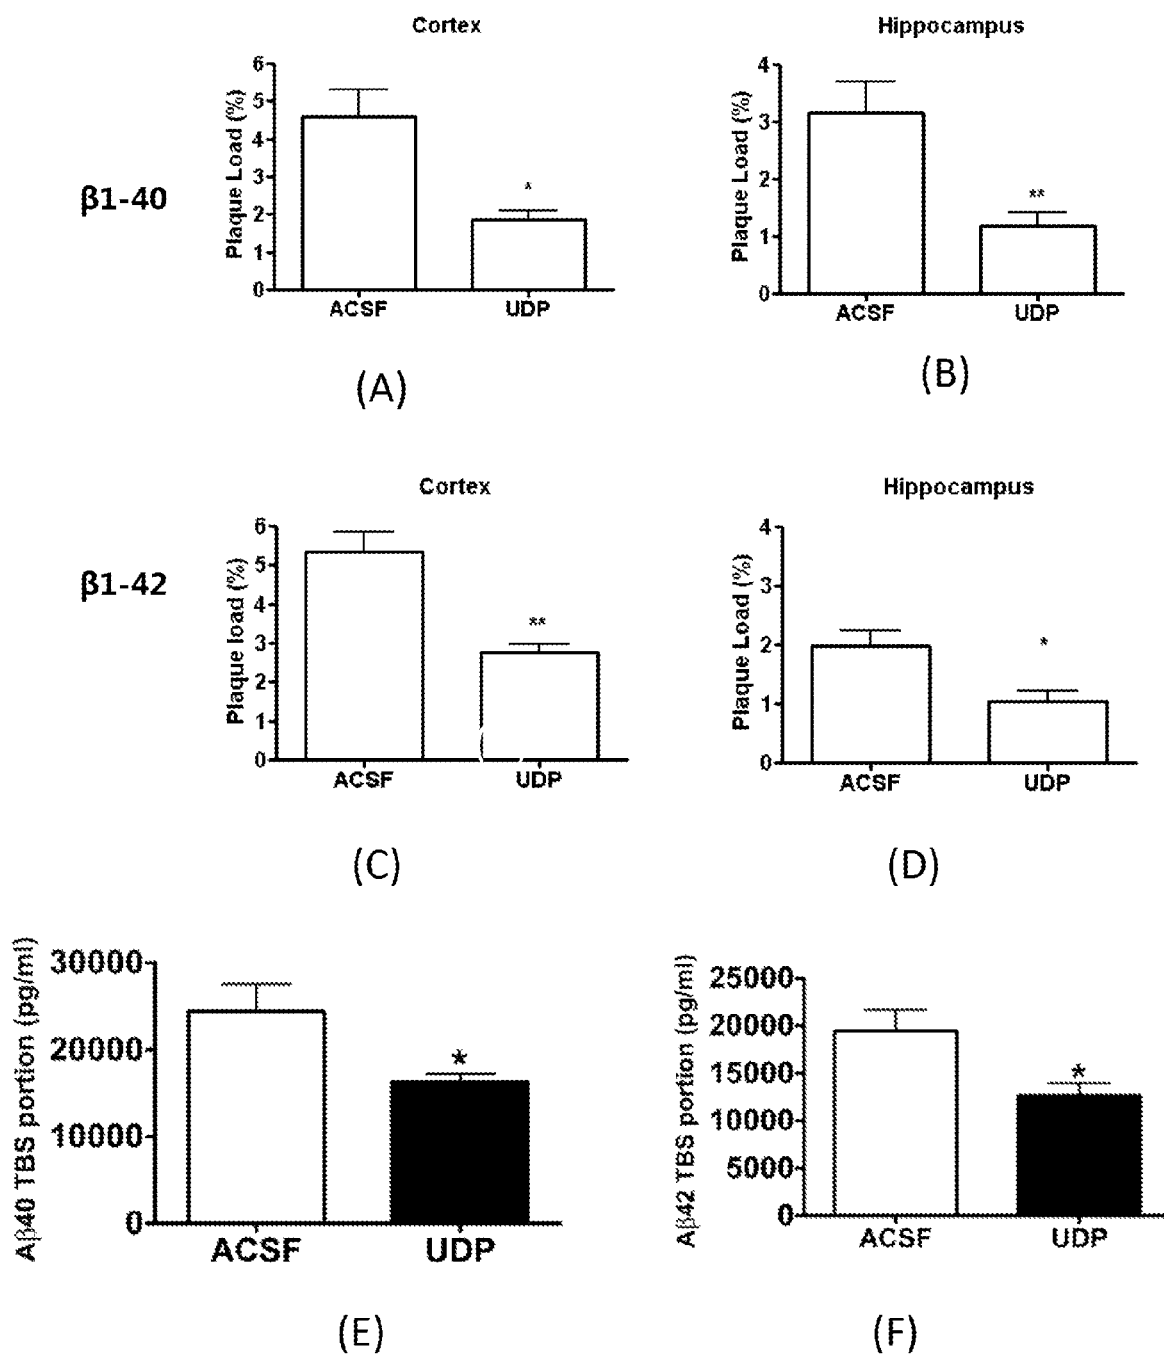 Cortex
Hippocampus
β1-40
Plaque Load (%)
6
5
4
3
2
1
0
*
ACSF
UDP
Plaque Load (%)
4
3
2
1
0
**
ACSF
UDP
(A)
(B)
Cortex
Hippocampus
β1-42
Plaque load (%)
6
5
4
3
2
1
0
**
ACSF
UDP
Plaque Load (%)
4
3
2
1
0
*
ACSF
UDP
(C)
(D)
Aβ40 TBS portion (pg/ml)
30000
20000
10000
0
*
ACSF
UDP
Aβ42 TBS portion (pg/ml)
25000
20000
15000
10000
5000
0
*
ACSF
UDP
(E)
(F)